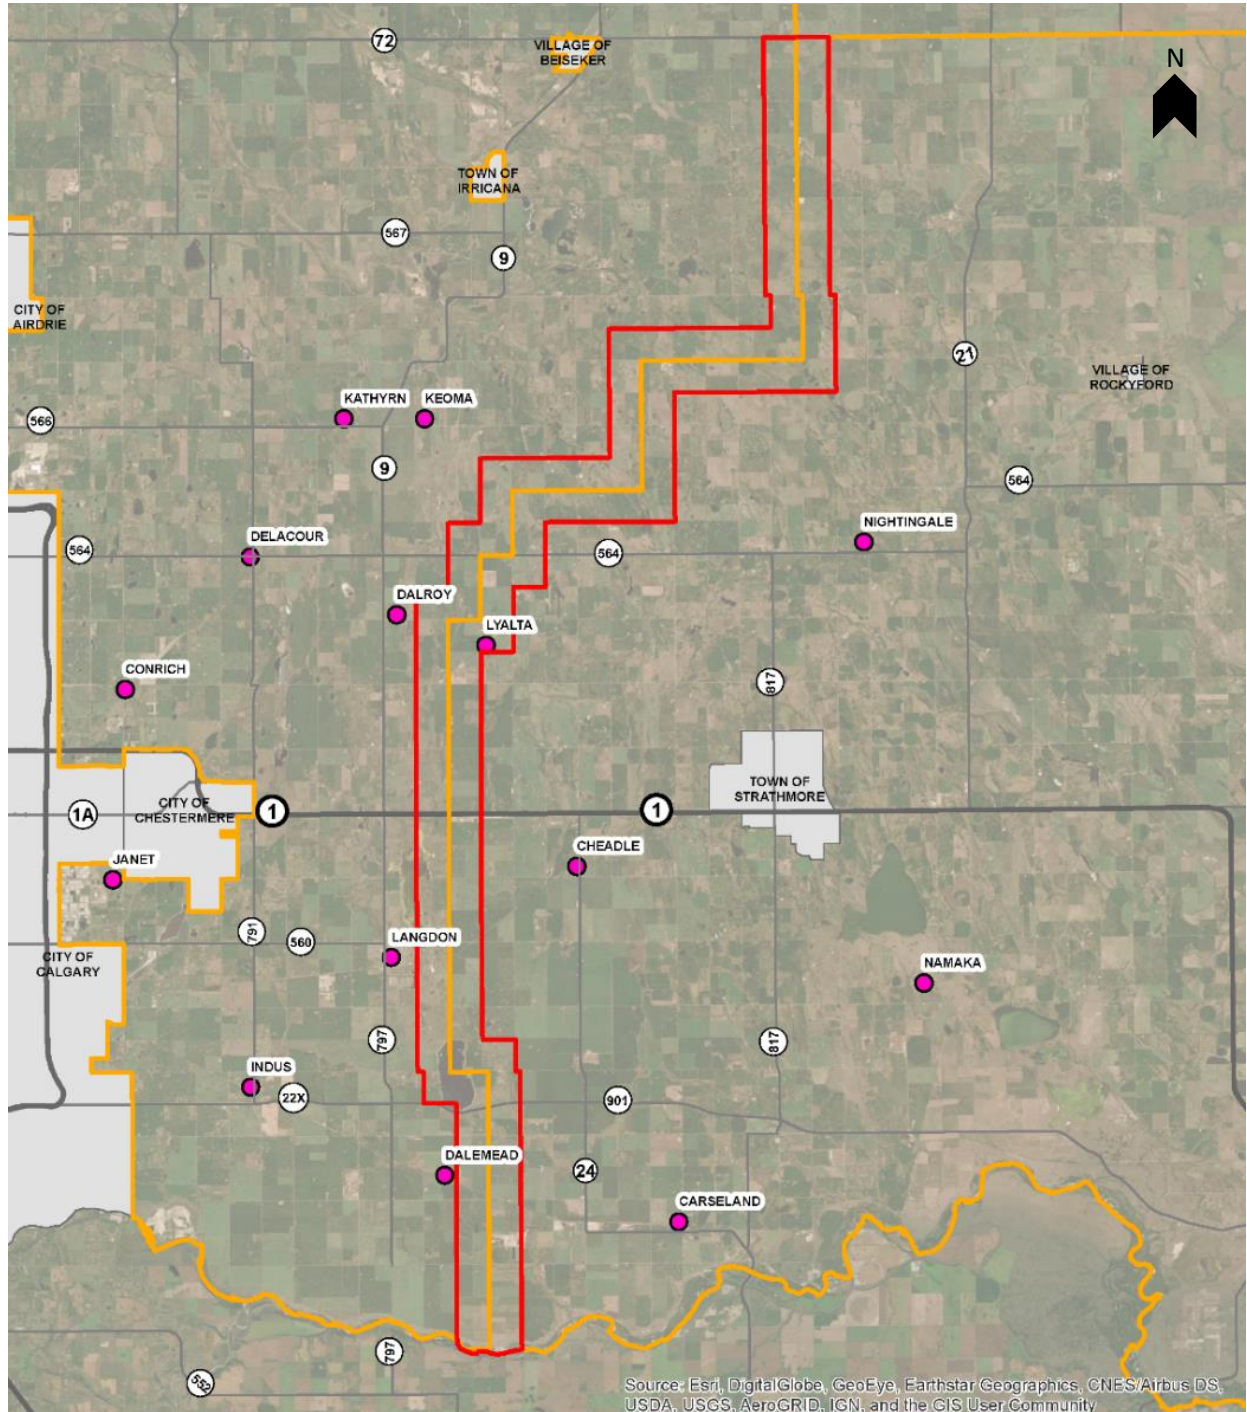 72
VILLAGE OF
BEISEKER
N
TOWN OF
IRRICANA
567
9
CITY OF
AIRDRIE
21
VILLAGE OF
ROCKYFORD
KATHYRN
KEOMA
566
9
564
NIGHTINGALE
DELACOUR
564
564
DALROY
LYALTA
CONRICH
817
TOWN OF
STRATHMORE
1A
CITY OF
CHESTERMERE
1
1
JANET
CHEADLE
791
560
LANGDON
CITY OF
CALGARY
NAMAKA
797
817
INDUS
22X
901
DALEMEAD
24
CARSELAND
797
552
Source: Esri, DigitalGlobe, GeoEye, Earthstar Geographics, CNES/Airbus DS,
USDA, USGS, AeroGRID, IGN, and the GIS User Community